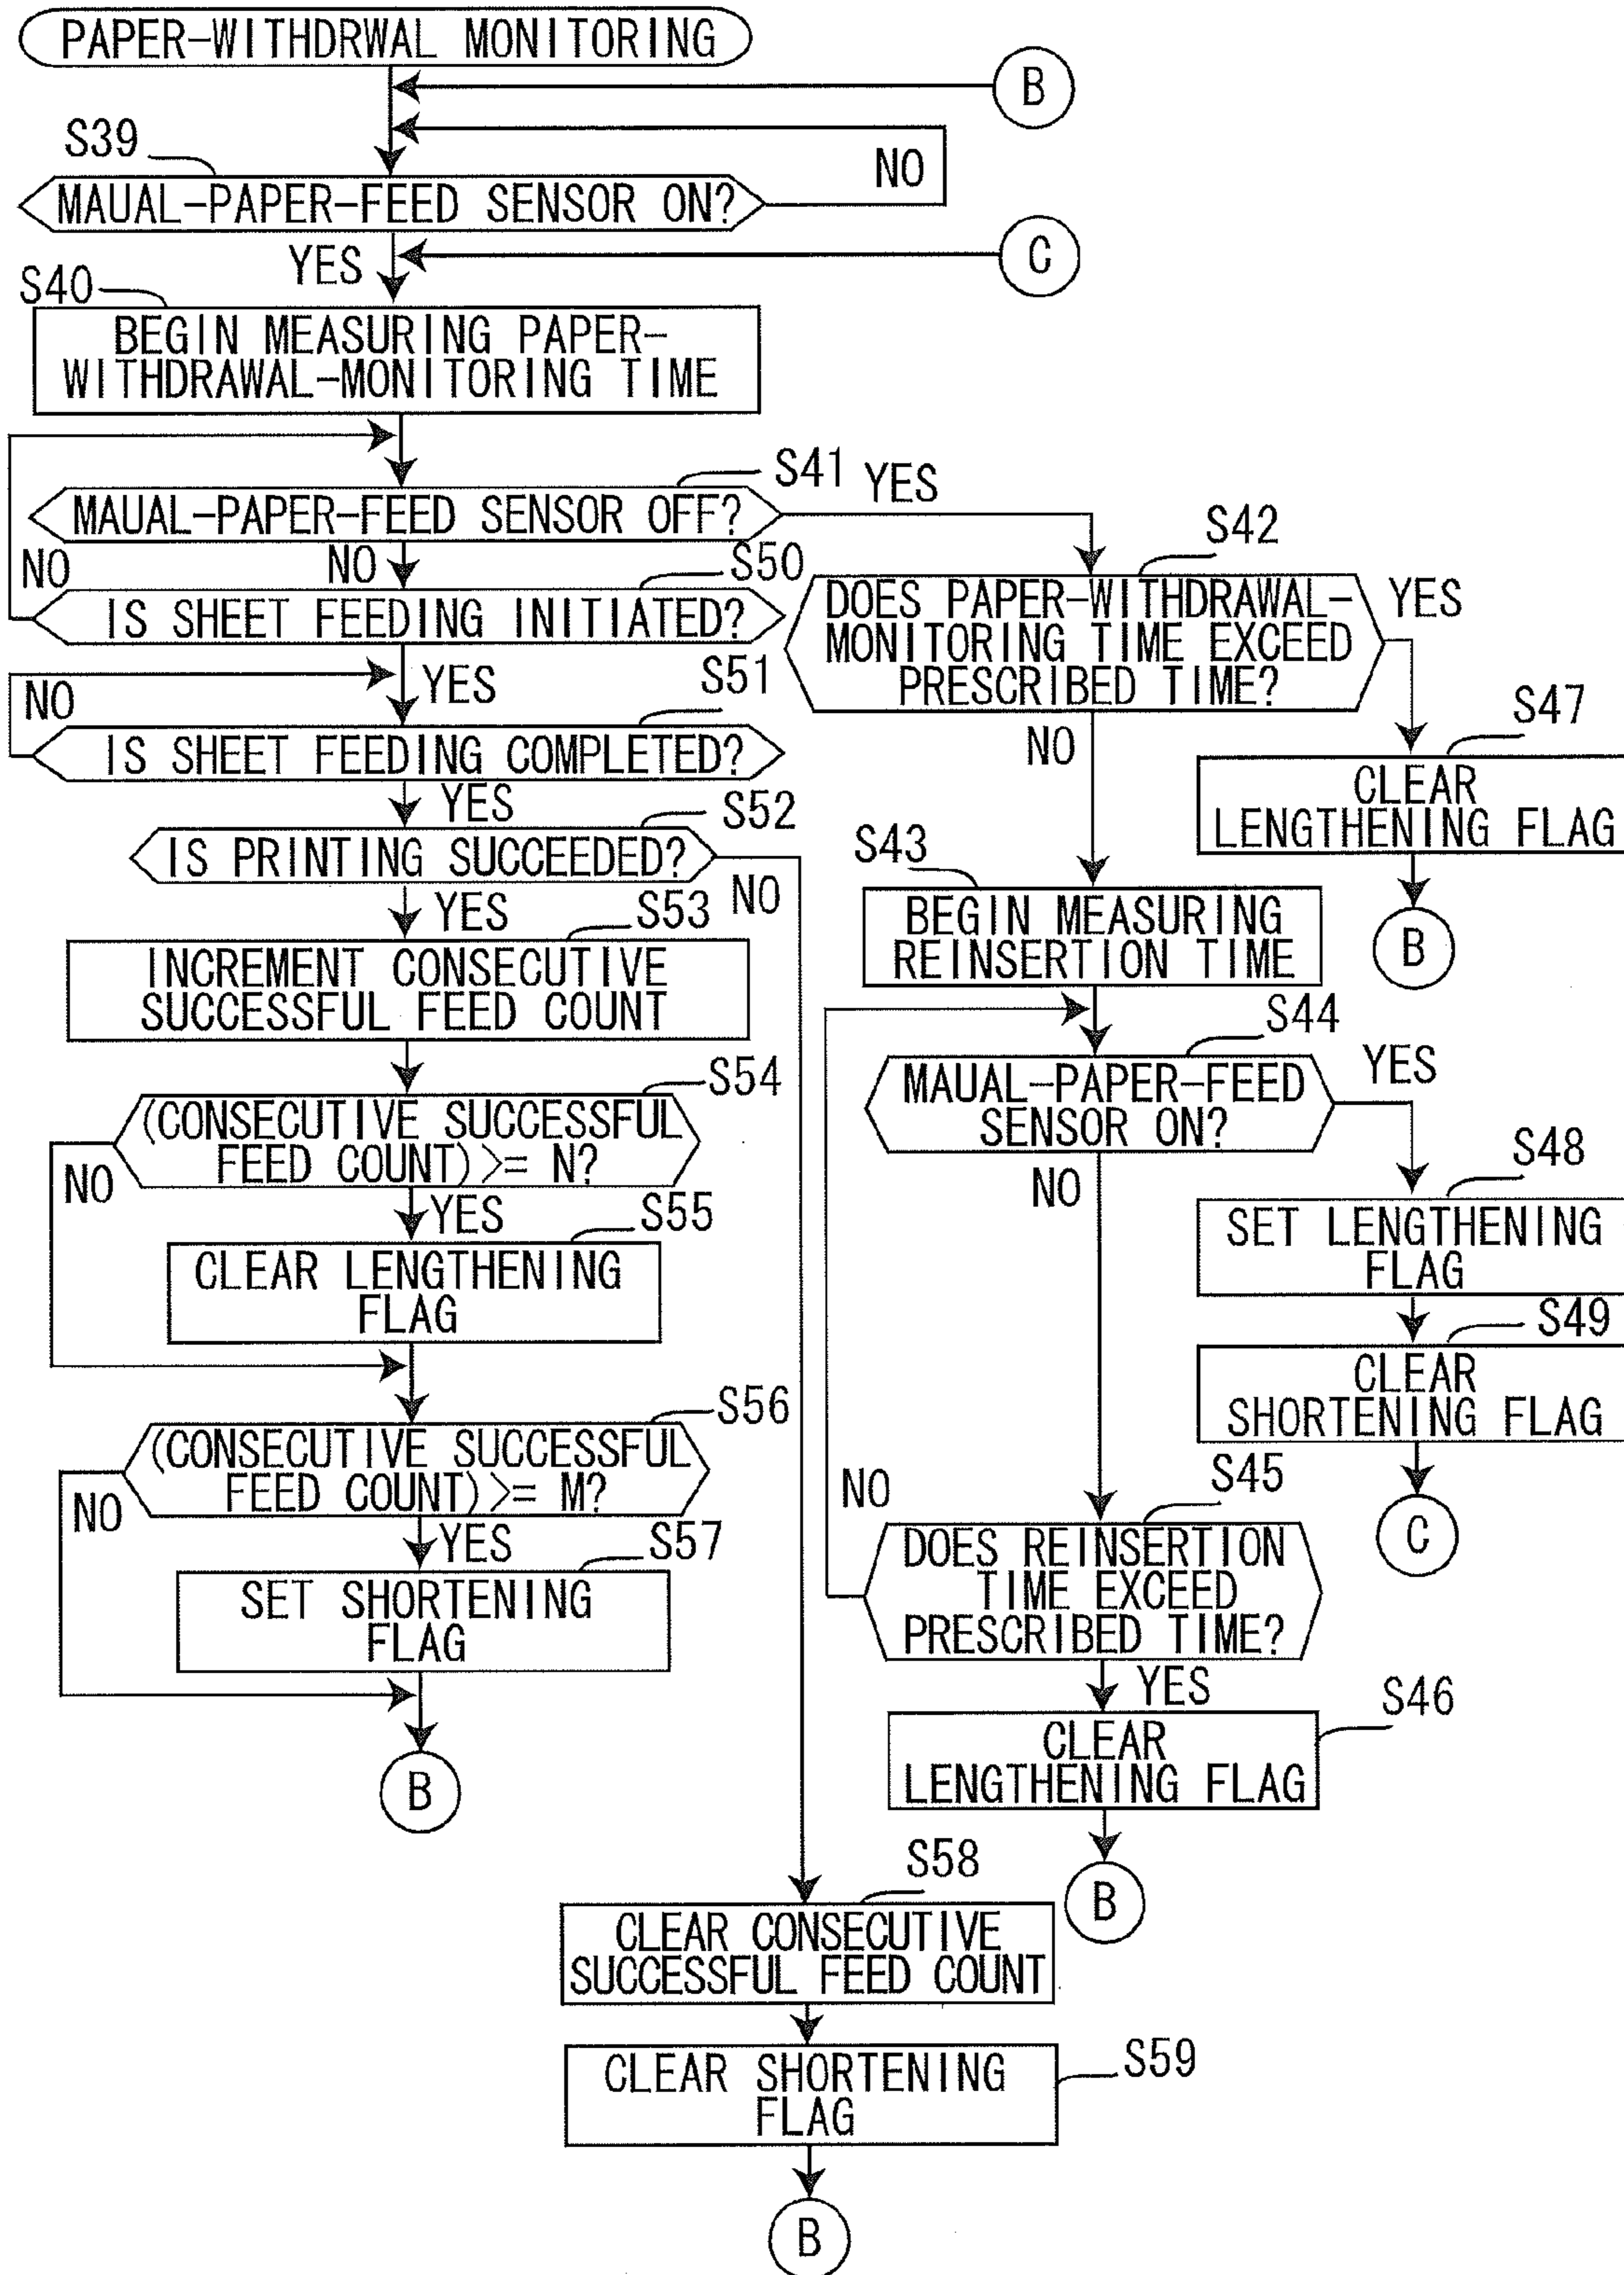 PAPER-WITHDRWAL MONITORING
B
S39
NO
MAUAL-PAPER-FEED SENSOR ON?
YES
C
S40
BEGIN MEASURING PAPER-
WITHDRAWAL-MONITORING TIME
S41
YES
MAUAL-PAPER-FEED SENSOR OFF?
NO
NO
S50
IS SHEET FEEDING INITIATED?
YES
NO
S51
IS SHEET FEEDING COMPLETED?
YES
S52
IS PRINTING SUCCEEDED?
NO
YES
S53
INCREMENT CONSECUTIVE
SUCCESSFUL FEED COUNT
S54
(CONSECUTIVE SUCCESSFUL
FEED COUNT) >= N?
NO
YES
S55
CLEAR LENGTHENING
FLAG
S56
(CONSECUTIVE SUCCESSFUL
FEED COUNT) >= M?
NO
YES
S57
SET SHORTENING
FLAG
B
S42
DOES PAPER-WITHDRAWAL-
MONITORING TIME EXCEED
PRESCRIBED TIME?
YES
NO
S47
CLEAR
LENGTHENING FLAG
B
S43
BEGIN MEASURING
REINSERTION TIME
S44
MAUAL-PAPER-FEED
SENSOR ON?
YES
NO
S48
SET LENGTHENING
FLAG
S49
CLEAR
SHORTENING FLAG
C
S45
NO
DOES REINSERTION
TIME EXCEED
PRESCRIBED TIME?
YES
S46
CLEAR
LENGTHENING FLAG
B
S58
CLEAR CONSECUTIVE
SUCCESSFUL FEED COUNT
S59
CLEAR SHORTENING
FLAG
B